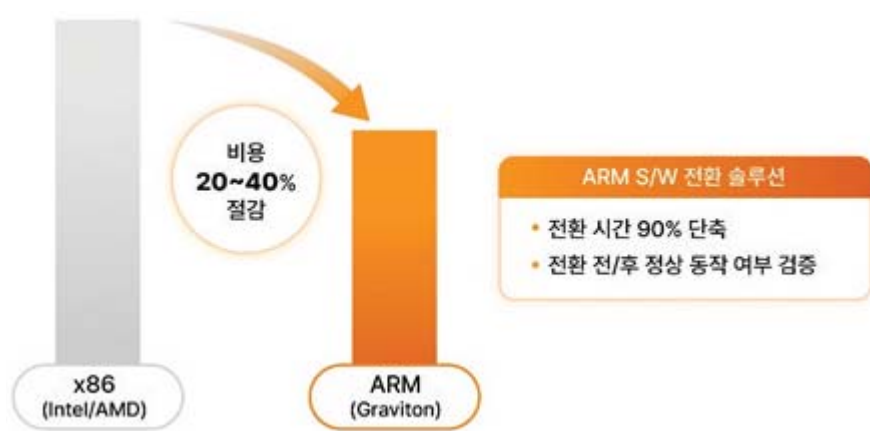 비용
20~40%
절감
ARM S/W 전환 솔루션
• 전환 시간 90% 단축
• 전환 전/후 정상 동작 여부 검증
x86
(Intel/AMD)
ARM
(Graviton)